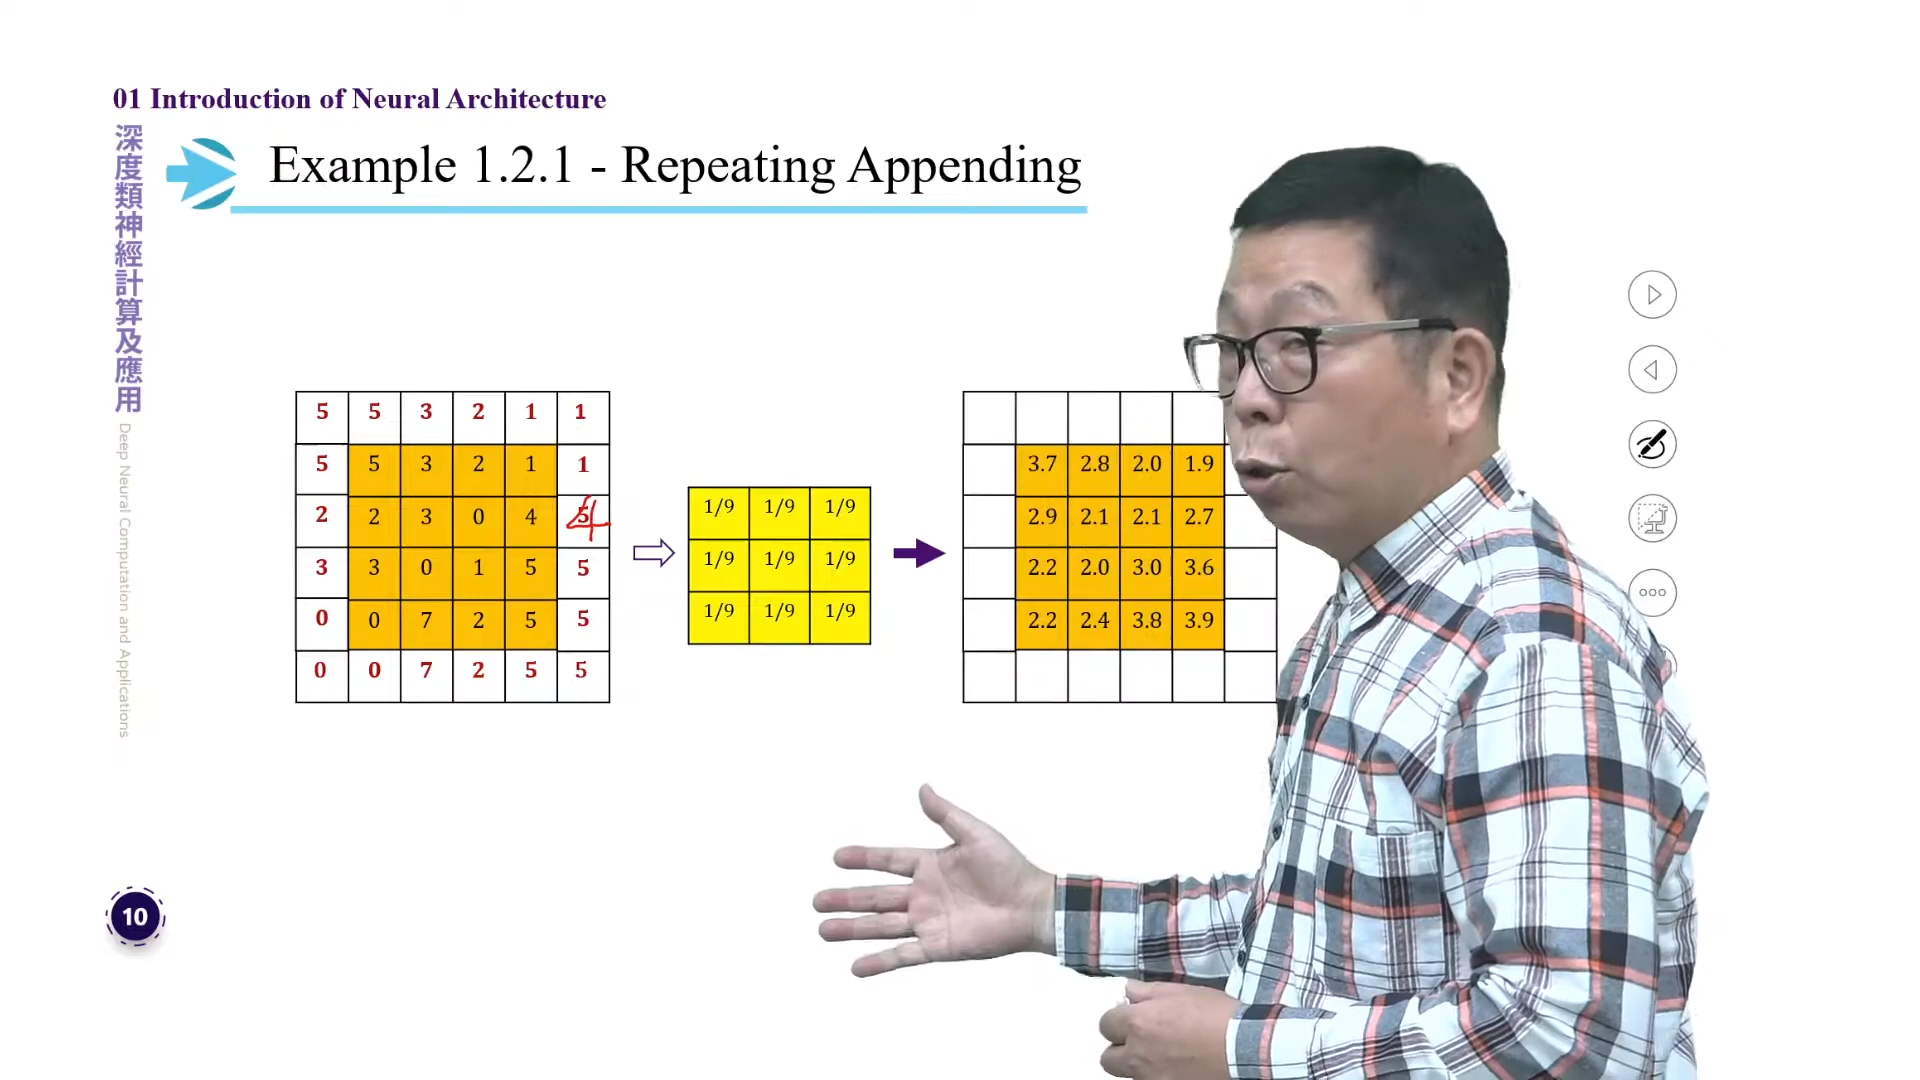 01 Introduction of Neural Architecture
深度類神經計算及應用
Deep Neural Computation and Applications
Example 1.2.1 - Repeating Appending
5 5 3 2 1 1
5 5 3 2 1 1
2 2 3 0 4 4
3 3 0 1 5 5
0 0 7 2 5 5
0 0 7 2 5 5
1/9 1/9 1/9
1/9 1/9 1/9
1/9 1/9 1/9
3.7 2.8 2.0 1.9
2.9 2.1 2.1 2.7
2.2 2.0 3.0 3.6
2.2 2.4 3.8 3.9
10